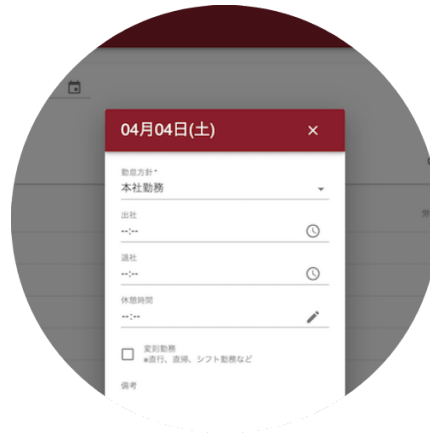 04月04日(土)
勤怠方針*
本社勤務
出社
--:--
退社
--:--
休憩時間
--:--
変則勤務
※直行、直帰、シフト勤務など
備考